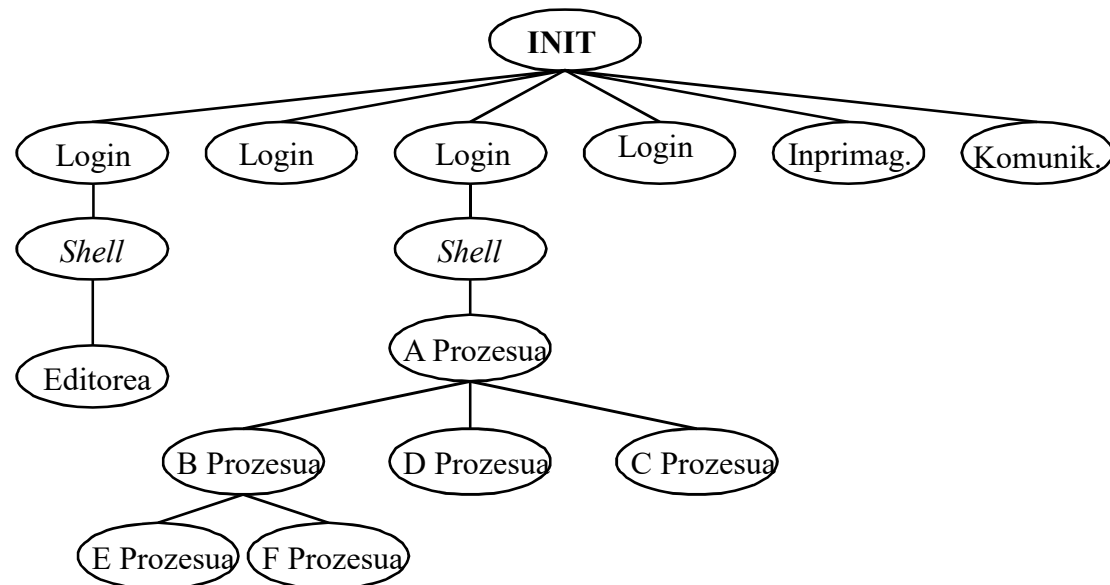 INIT
Login
Login
Login
Login
Inprimag.
Komunik.
Shell
Shell
Editorea
A Prozesua
B Prozesua
D Prozesua
C Prozesua
E Prozesua
F Prozesua